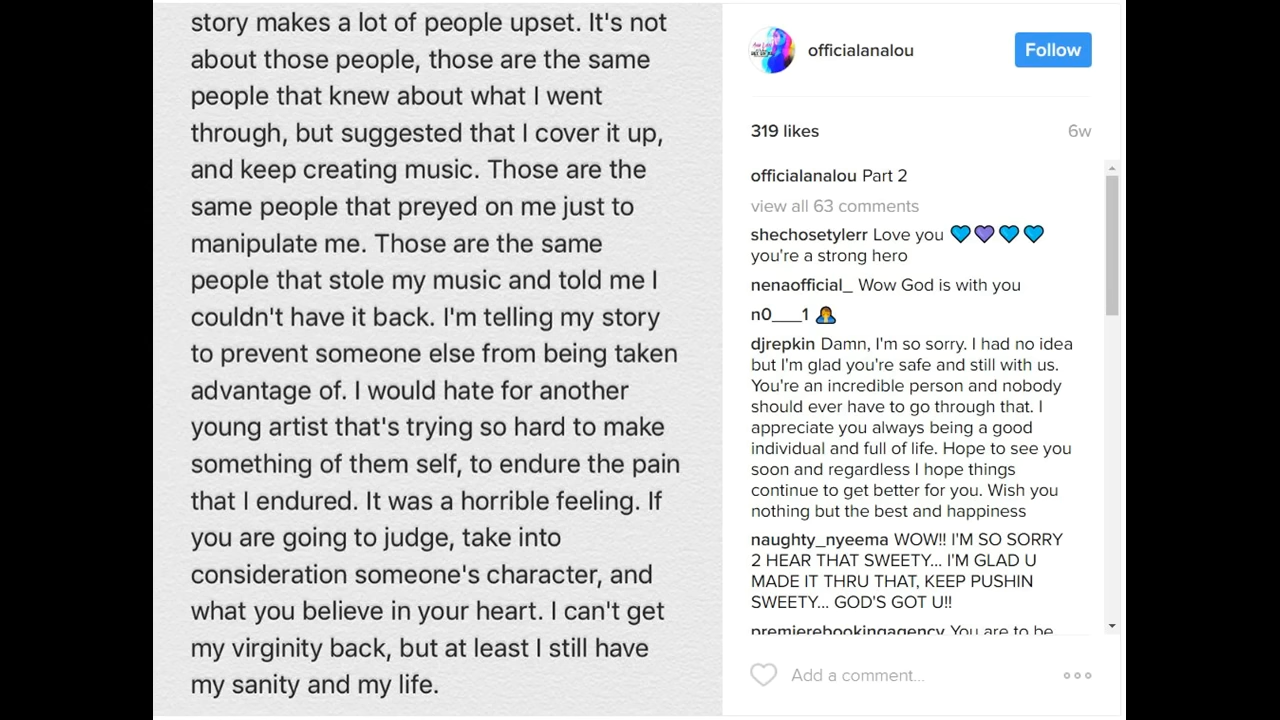 story makes a lot of people upset. It's not
about those people, those are the same
people that knew about what I went
through, but suggested that I cover it up,
and keep creating music. Those are the
same people that preyed on me just to
manipulate me. Those are the same
people that stole my music and told me I
couldn't have it back. I'm telling my story
to prevent someone else from being taken
advantage of. I would hate for another
young artist that's trying so hard to make
something of them self, to endure the pain
that I endured. It was a horrible feeling. If
you are going to judge, take into
consideration someone's character, and
what you believe in your heart. I can't get
my virginity back, but at least I still have
my sanity and my life.
officialanalou
Follow
319 likes
6w
officialanalou Part 2
view all 63 comments
shechosetylerr Love you 💙💜💙💙
you're a strong hero
nenaofficial_ Wow God is with you
n0___1 🤦
djrepkin Damn, I'm so sorry. I had no idea
but I'm glad you're safe and still with us.
You're an incredible person and nobody
should ever have to go through that. I
appreciate you always being a good
individual and full of life. Hope to see you
soon and regardless I hope things
continue to get better for you. Wish you
nothing but the best and happiness
naughty_nyeema WOW!! I'M SO SORRY
2 HEAR THAT SWEETY... I'M GLAD U
MADE IT THRU THAT, KEEP PUSHIN
SWEETY... GOD'S GOT U!!
premierebookingagency You are to be
Add a comment...